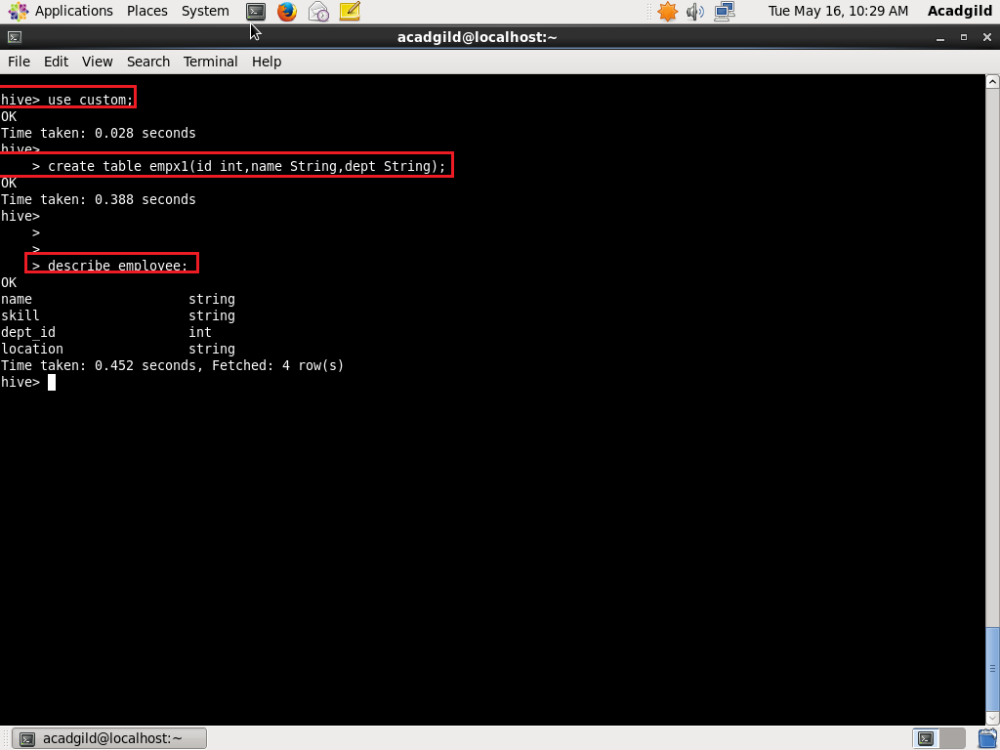 Applications Places System Tue May 16, 10:29 AM Acadgild
acadgild@localhost:~
File Edit View Search Terminal Help
hive> use custom;
OK
Time taken: 0.028 seconds
hive>
    > create table empx1(id int,name String,dept String);
OK
Time taken: 0.388 seconds
hive>
    >
    >
    > describe employee;
OK
name                    string
skill                   string
dept_id                 int
location                string
Time taken: 0.452 seconds, Fetched: 4 row(s)
hive>
acadgild@localhost:~